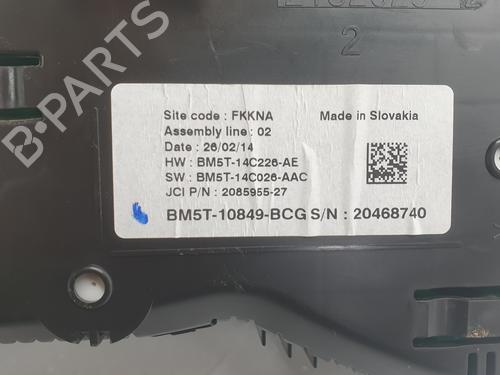 2
Site code : FKKNA
Made in Slovakia
Assembly line : 02
Date : 26/02/14
HW : BM5T-14C226-AE
SW : BM5T-14C026-AAC
JCI P/N : 2085955-27
BM5T-10849-BCG S/N : 20468740